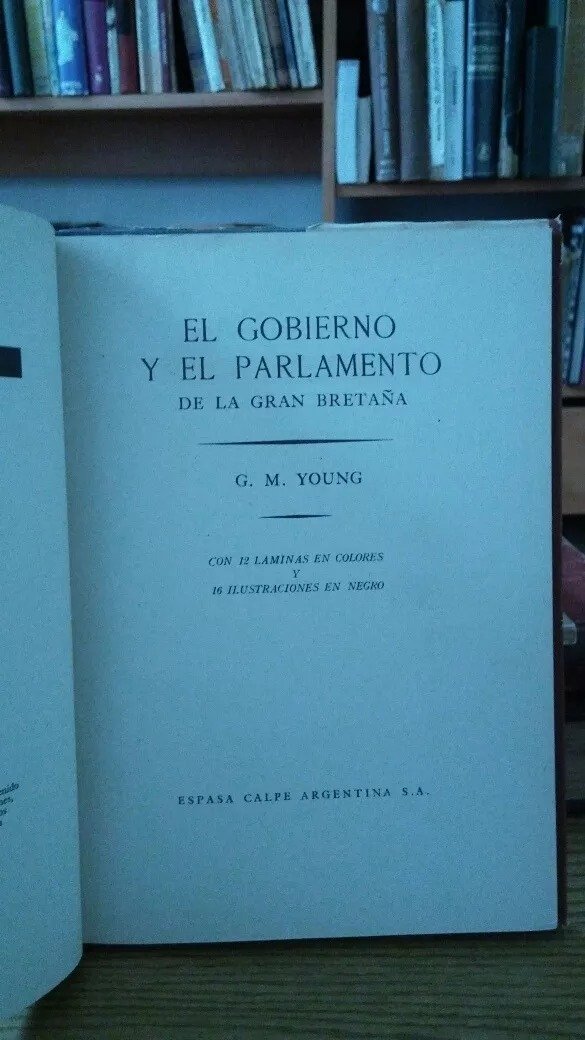 EL GOBIERNO
Y EL PARLAMENTO
DE LA GRAN BRETAÑA
G. M. YOUNG
CON 12 LAMINAS EN COLORES
Y
16 ILUSTRACIONES EN NEGRO
ESPASA CALPE ARGENTINA S.A.